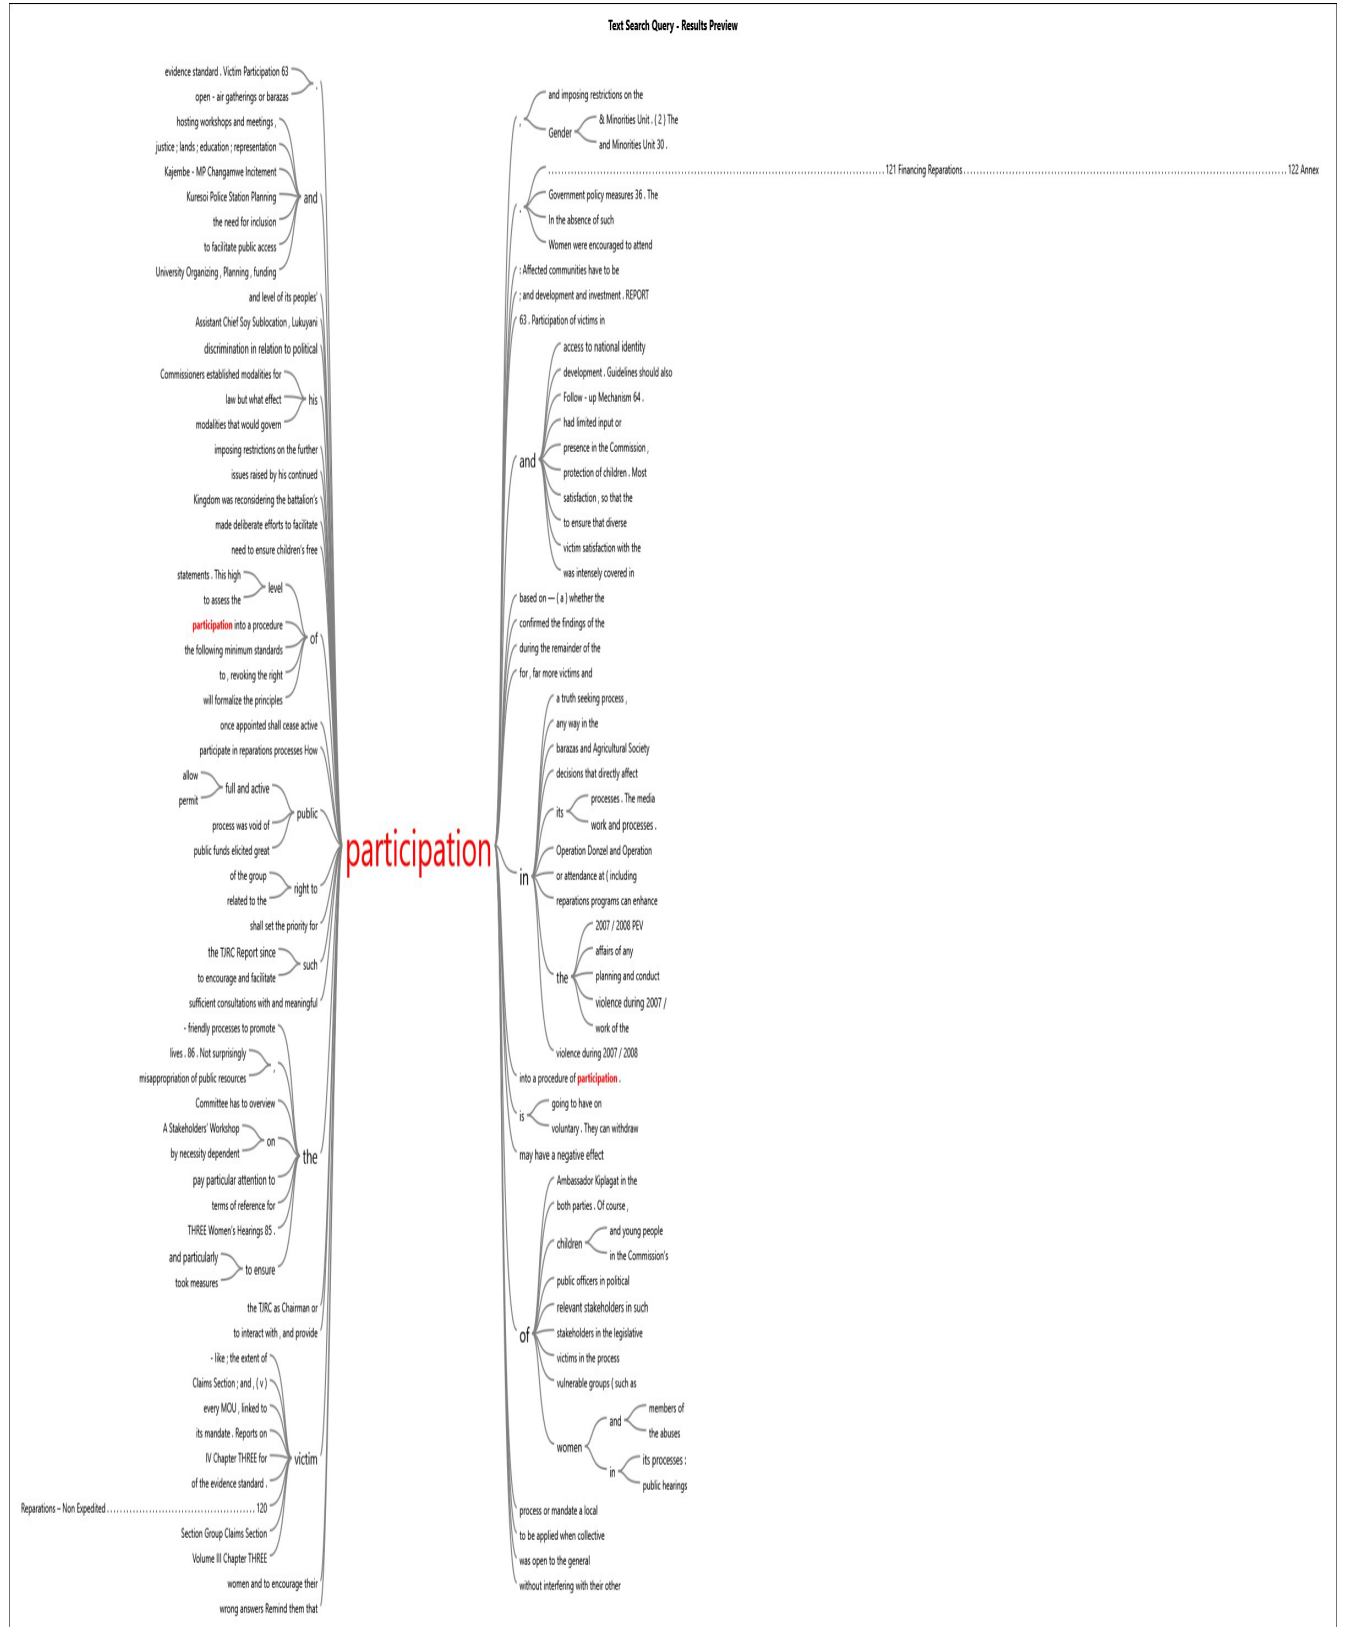 Text Search Query - Results Preview
evidence standard . Victim Participation 63
open - air gatherings or barazas
.
hosting workshops and meetings ,
justice ; lands ; education ; representation
Kajembe - MP Changamwe Incitement
Kuresoi Police Station Planning
and
the need for inclusion
to facilitate public access
University Organizing , Planning , funding
and level of its peoples'
Assistant Chief Soy Sublocation , Lukuyani
discrimination in relation to political
Commissioners established modalities for
law but what effect
his
modalities that would govern
imposing restrictions on the further
issues raised by his continued
Kingdom was reconsidering the battalion's
made deliberate efforts to facilitate
need to ensure children's free
statements . This high
level
to assess the
participation into a procedure
of
the following minimum standards
to , revoking the right
will formalize the principles
once appointed shall cease active
participate in reparations processes How
allow
full and active
permit
public
process was void of
public funds elicited great
of the group
right to
related to the
shall set the priority for
the TJRC Report since
such
to encourage and facilitate
sufficient consultations with and meaningful
- friendly processes to promote
lives . 86 . Not surprisingly
,
misappropriation of public resources
Committee has to overview
A Stakeholders' Workshop
on
by necessity dependent
the
pay particular attention to
terms of reference for
THREE Women's Hearings 85 .
and particularly
to ensure
took measures
the TJRC as Chairman or
to interact with , and provide
- like ; the extent of
Claims Section ; and , ( v )
every MOU , linked to
its mandate . Reports on
IV Chapter THREE for
victim
of the evidence standard .
Reparations – Non Expedited . . . . . . . . . . . . . . . . . . . . . . . . . . . . . . . . . . . . . . . . . . . . . . 120
Section Group Claims Section
Volume III Chapter THREE
women and to encourage their
wrong answers Remind them that
participation
and imposing restrictions on the
,
Gender
& Minorities Unit . ( 2 ) The
and Minorities Unit 30 .
. . . . . . . . . . . . . . . . . . . . . . . . . . . . . . . . . . . . . . . . 121 Financing Reparations . . . . . . . . . . . . . . . . . . . . . . . . . . . . . . . . . . . . . . . . 122 Annex
Government policy measures 36 . The
.
In the absence of such
Women were encouraged to attend
: Affected communities have to be
; and development and investment . REPORT
63 . Participation of victims in
access to national identity
development . Guidelines should also
Follow - up Mechanism 64 .
had limited input or
presence in the Commission ,
and
protection of children . Most
satisfaction , so that the
to ensure that diverse
victim satisfaction with the
was intensely covered in
based on — ( a ) whether the
confirmed the findings of the
during the remainder of the
for , far more victims and
a truth seeking process ,
any way in the
barazas and Agricultural Society
decisions that directly affect
its
processes . The media
work and processes .
Operation Donzel and Operation
in
or attendance at ( including
reparations programs can enhance
the
2007 / 2008 PEV
affairs of any
planning and conduct
violence during 2007 /
work of the
violence during 2007 / 2008
into a procedure of participation .
is
going to have on
voluntary . They can withdraw
may have a negative effect
Ambassador Kiplagat in the
both parties . Of course ,
children
and young people
in the Commission's
public officers in political
relevant stakeholders in such
of
stakeholders in the legislative
victims in the process
vulnerable groups ( such as
women
and
members of
the abuses
in
its processes :
public hearings
process or mandate a local
to be applied when collective
was open to the general
without interfering with their other